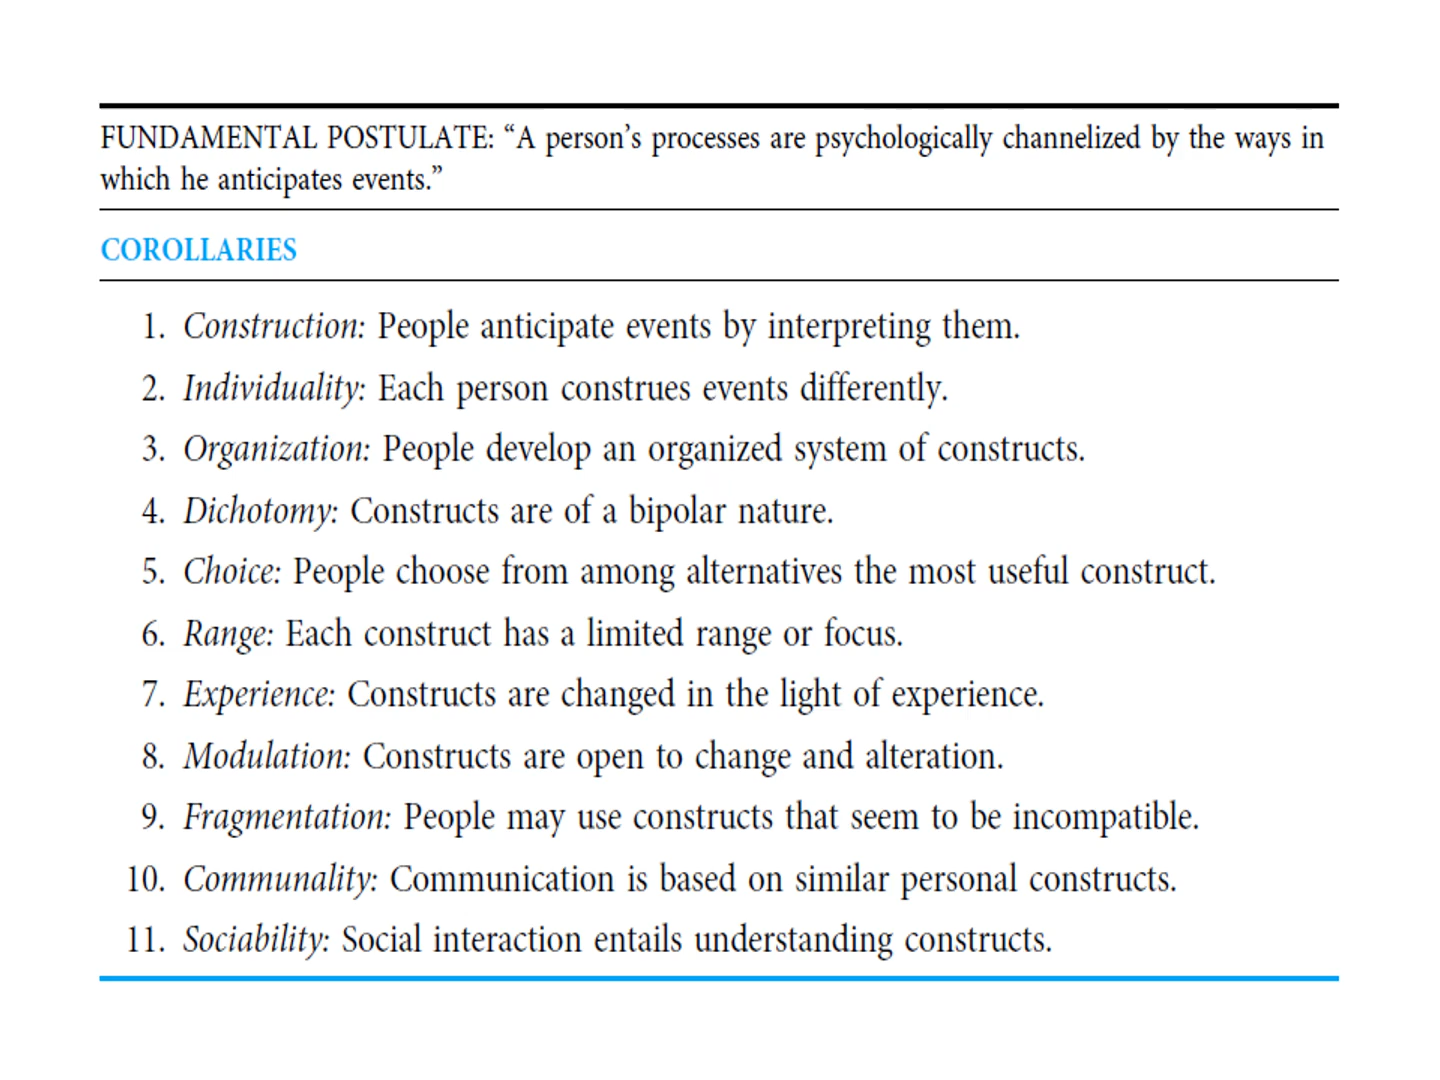 FUNDAMENTAL POSTULATE: “A person’s processes are psychologically channelized by the ways in
which he anticipates events.”
COROLLARIES
1. Construction: People anticipate events by interpreting them.
2. Individuality: Each person construes events differently.
3. Organization: People develop an organized system of constructs.
4. Dichotomy: Constructs are of a bipolar nature.
5. Choice: People choose from among alternatives the most useful construct.
6. Range: Each construct has a limited range or focus.
7. Experience: Constructs are changed in the light of experience.
8. Modulation: Constructs are open to change and alteration.
9. Fragmentation: People may use constructs that seem to be incompatible.
10. Communality: Communication is based on similar personal constructs.
11. Sociability: Social interaction entails understanding constructs.